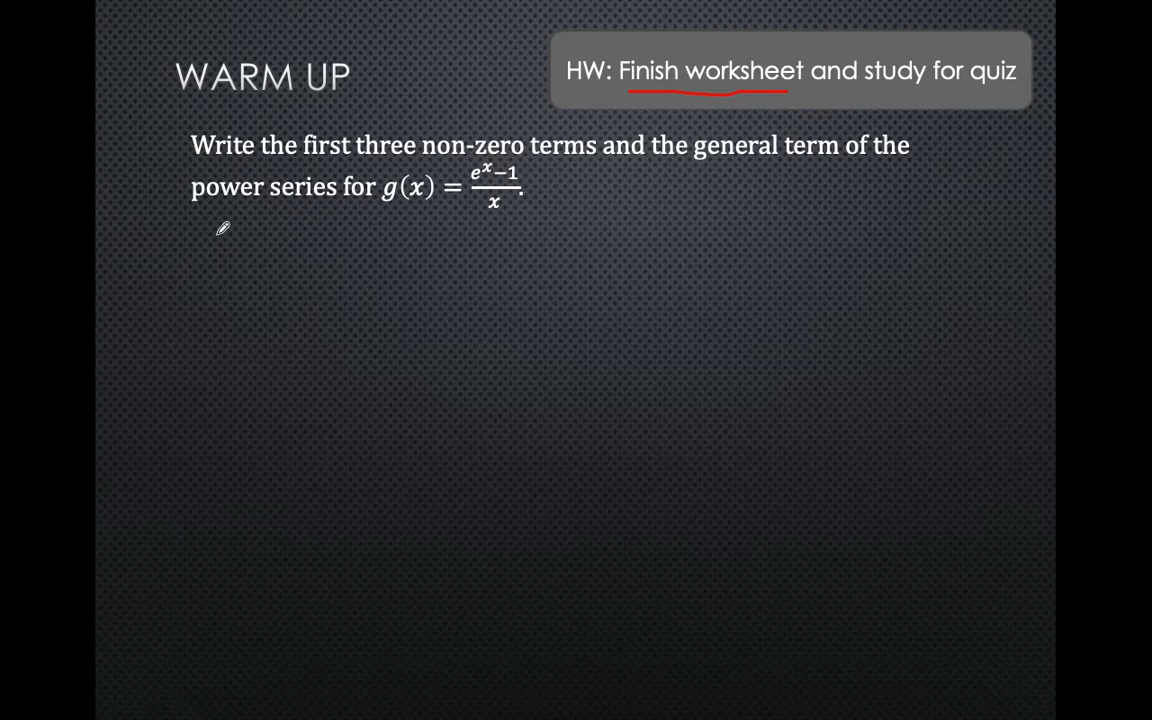 WARM UP
HW: Finish worksheet and study for quiz
Write the first three non-zero terms and the general term of the
power series for g(x) = \frac{e^x-1}{x}.